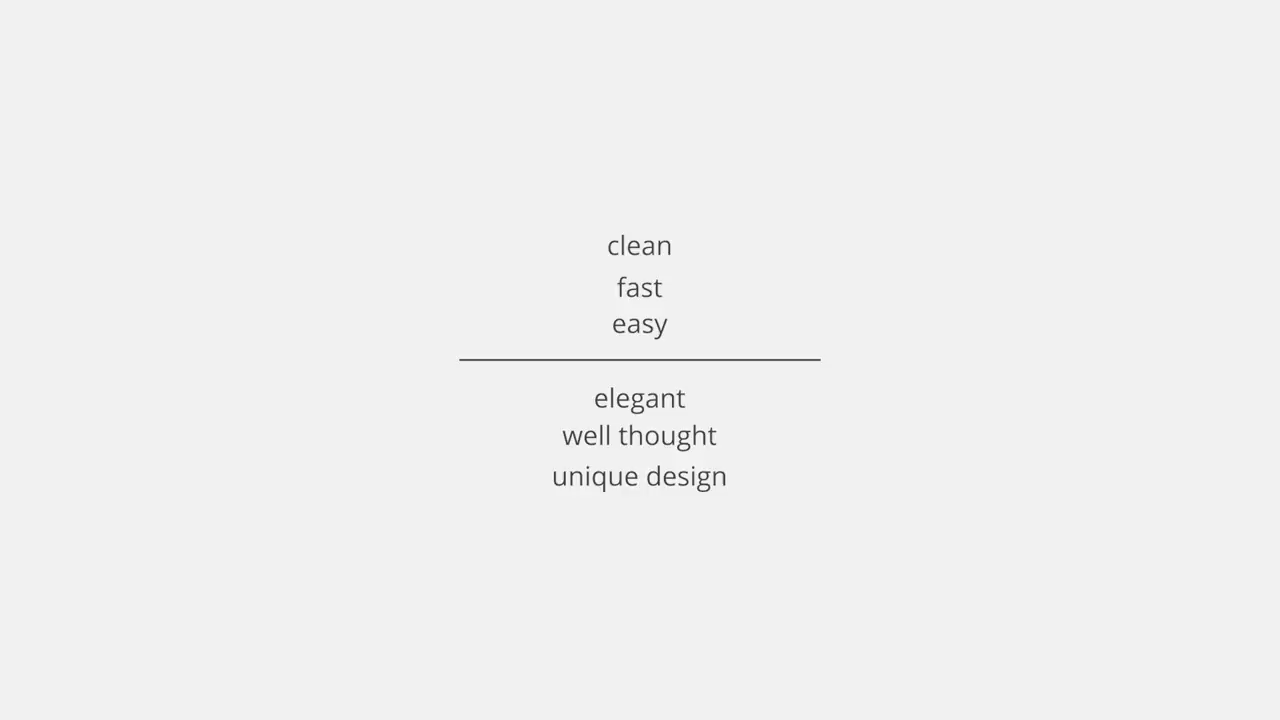 clean
fast
easy
elegant
well thought
unique design